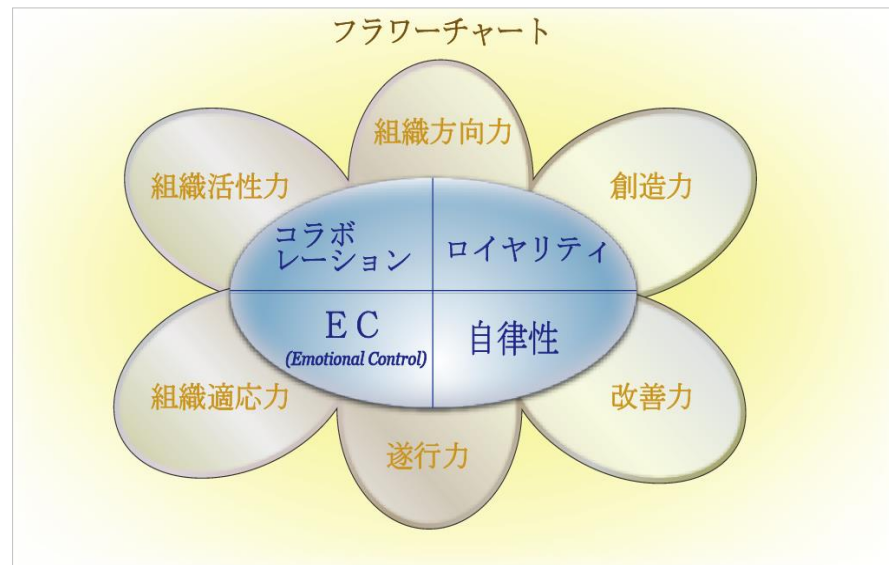 フラワーチャート
組織方向力
組織活性力
創造力
コラボ
レーション
ロイヤリティ
EC
(Emotional Control)
自律性
組織適応力
改善力
遂行力